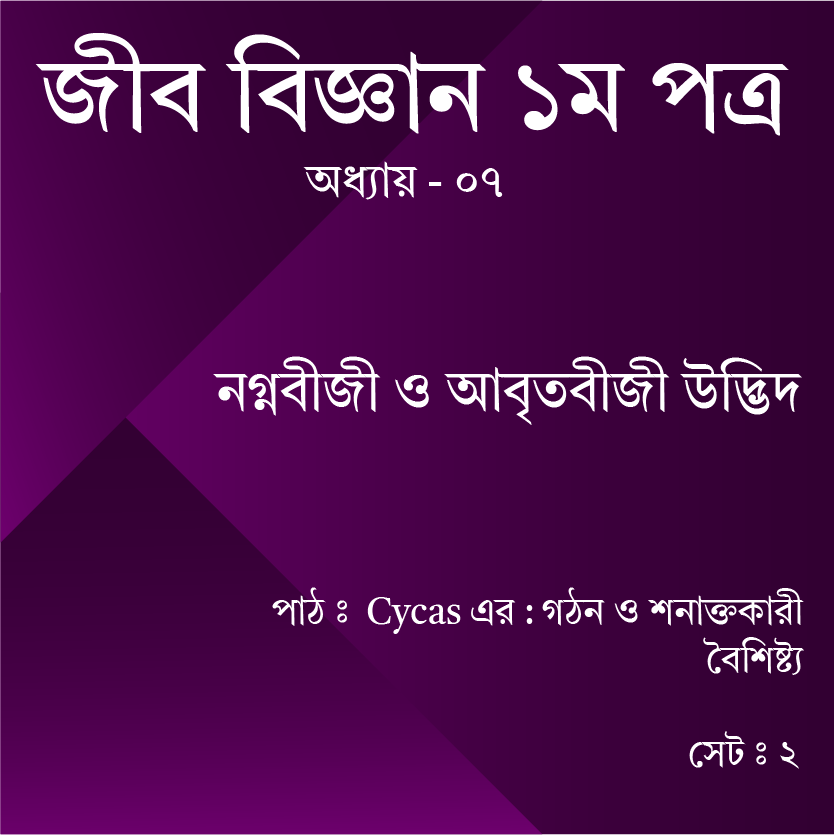 জীব বিজ্ঞান ১ম পত্র
অধ্যায় - ০৭
নগ্নবীজী ও আবৃতবীজী উদ্ভিদ
পাঠ ঃ Cycas এর : গঠন ও শনাক্তকারী
বৈশিষ্ট্য
সেট ঃ ২